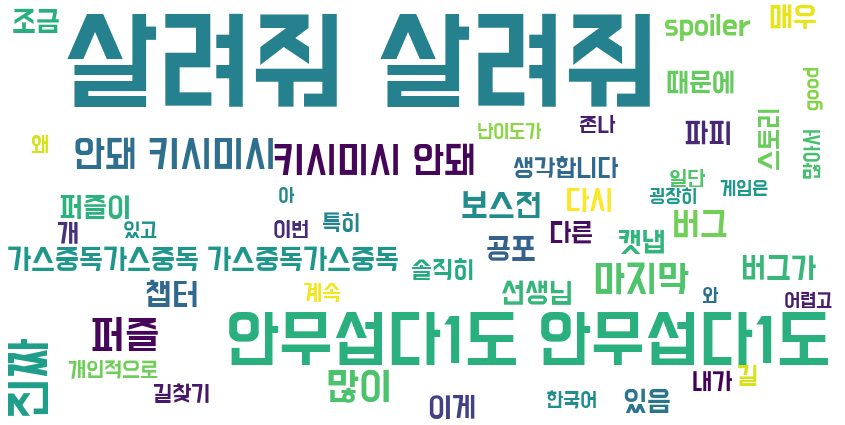 조금
살려줘 살려줘
spoiler
매우
때문에
good
왜
안돼 키시미시
키시미시 안돼
난이도가
존나
파피
스토리
생각합니다
아
퍼즐이
개
있고
이번
특히
보스전
다시
일단
굉장히
게임은
다른
버그
공포
캣냅
가스중독가스중독 가스중독가스중독
솔직히
마지막
버그가
챕터
계속
선생님
와
어렵고
퍼즐
안무섭다1도 안무섭다1도
진짜
개인적으로
길찾기
많이
이게
한국어
있음
내가
길